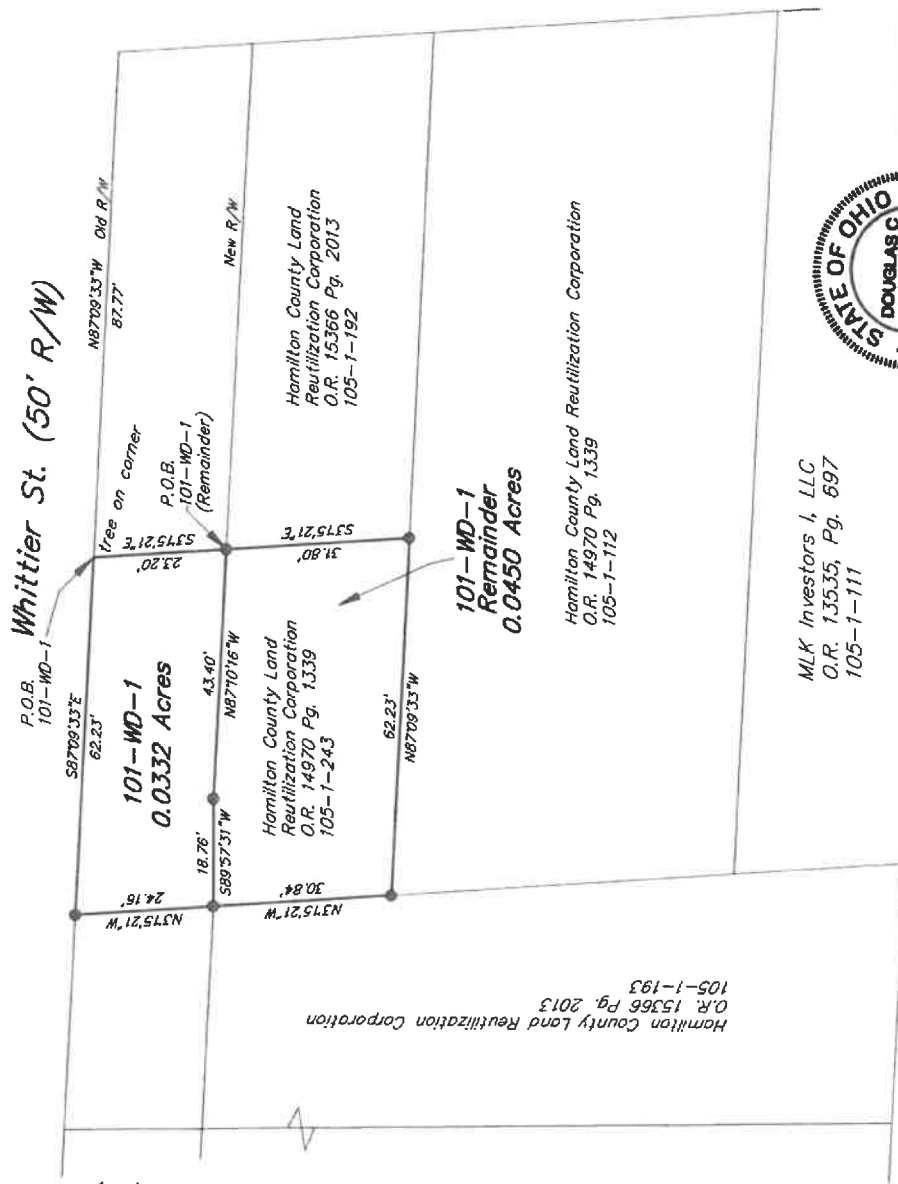 Whittier St. (50' R/W)
P.O.B.
101-WD-1
N87°09'33"W Old R/W
87.77'
tree on corner
S87°09'33"E
62.23'
P.O.B.
101-WD-1
(Remainder)
New R/W
S3°15'21"E
23.20'
101-WD-1
0.0332 Acres
N3°15'21"W
24.16'
18.76'
S89°57'31"W
43.40'
N87°10'16"W
Hamilton County Land
Reutilization Corporation
O.R. 14970 Pg. 1339
105-1-243
N3°15'21"W
30.84'
S3°15'21"E
31.80'
62.23'
N87°09'33"W
Hamilton County Land
Reutilization Corporation
O.R. 15366 Pg. 2013
105-1-192
101-WD-1
Remainder
0.0450 Acres
Hamilton County Land Reutilization Corporation
O.R. 14970 Pg. 1339
105-1-112
Hamilton County Land Reutilization Corporation
O.R. 15366 Pg. 2013
105-1-193
MLK Investors I, LLC
O.R. 13535, Pg. 697
105-1-111
STATE OF OHIO
DOUGLAS C